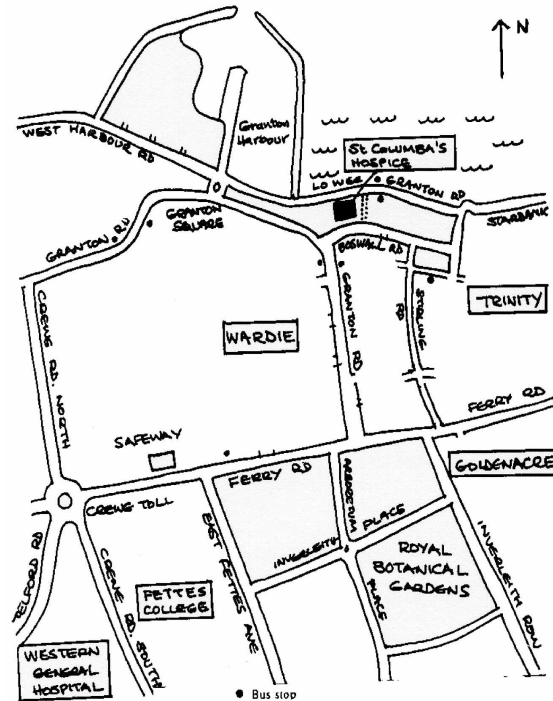 N
WEST HARBOUR RD
Granton
Harbour
St COLUMBA'S
HOSPICE
LOWER GRANTON RD
STARBANK
GRANTON RD
GRANTON
SQUARE
BOSWALL RD
GRANTON RD
STIRLING
RD
TRINITY
CREWE RD. NORTH
WARDIE
FERRY RD
SAFEWAY
GOLDENACRE
FERRY RD
CREWE TOLL
ARBORETUM
PLACE
INVERLEITH
PLACE
ROYAL
BOTANICAL
GARDENS
INVERLEITH ROW
EAST FETTES AVE
TELFORD RD
CREWE RD. SOUTH
FETTES
COLLEGE
WESTERN
GENERAL
HOSPITAL
Bus stop